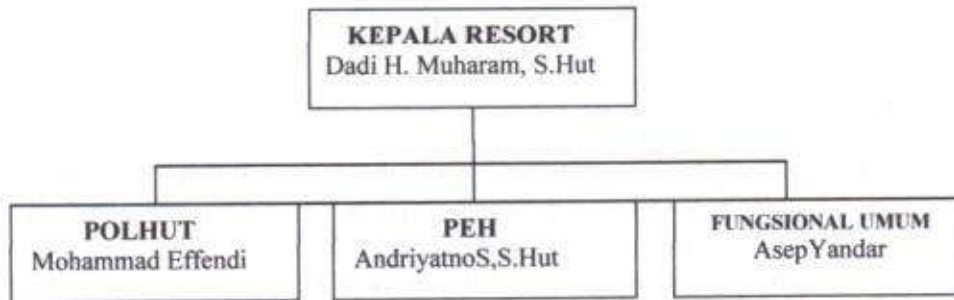 KEPALA RESORT
Dadi H. Muharam, S.Hut
POLHUT
Mohammad Effendi
PEH
AndriyatnoS,S.Hut
FUNGSIONAL UMUM
AsepYandar